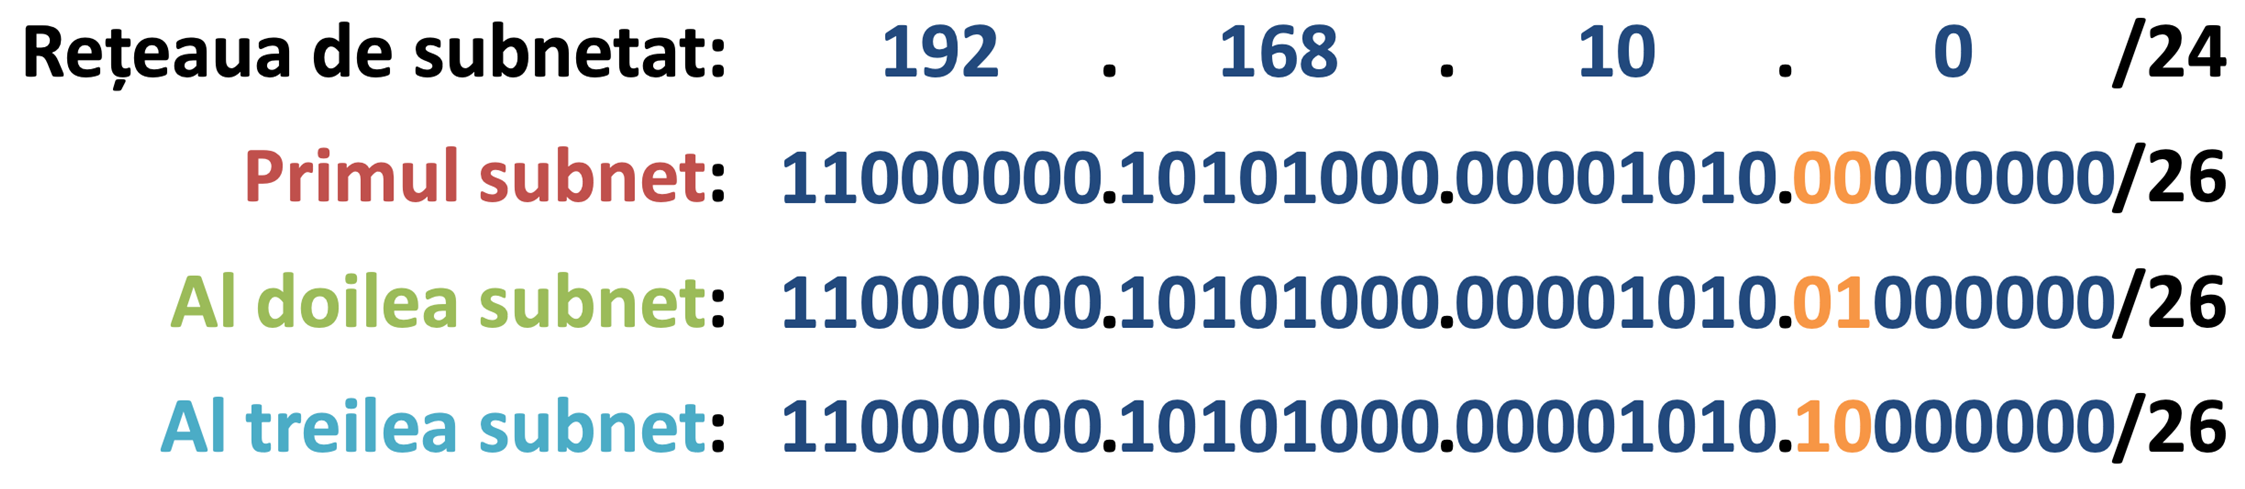 Rețeaua de subnetat: 192 . 168 . 10 . 0 /24
Primul subnet: 11000000.10101000.00001010.00000000/26
Al doilea subnet: 11000000.10101000.00001010.01000000/26
Al treilea subnet: 11000000.10101000.00001010.10000000/26